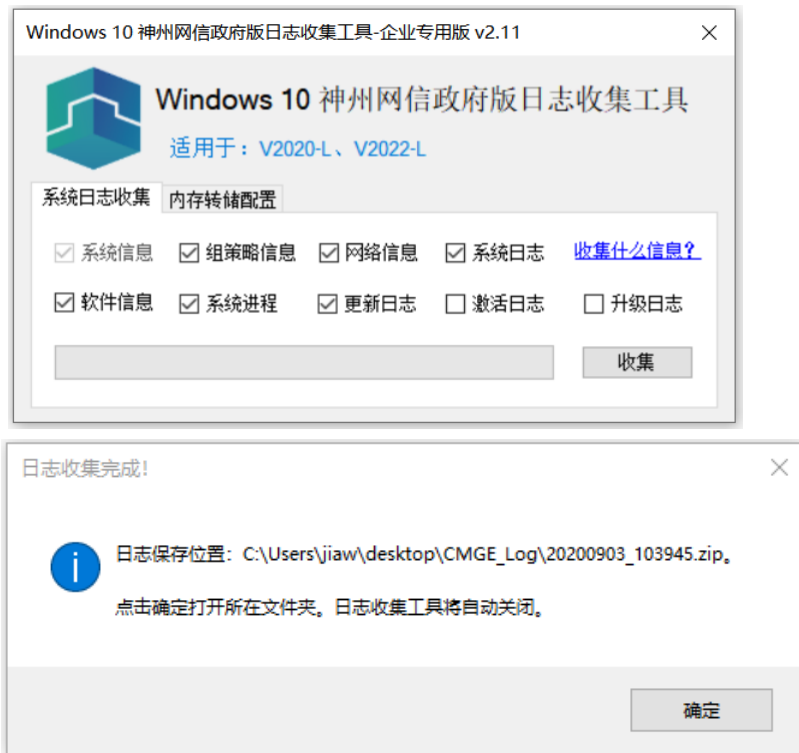 Windows 10 神州网信政府版日志收集工具-企业专用版 v2.11
Windows 10 神州网信政府版日志收集工具
适用于：V2020-L、V2022-L
系统日志收集 内存转储配置
系统信息 组策略信息 网络信息 系统日志 收集什么信息？
软件信息 系统进程 更新日志 激活日志 升级日志
收集
日志收集完成!
日志保存位置：C:\Users\jiaw\desktop\CMGE_Log\20200903_103945.zip。
点击确定打开所在文件夹。日志收集工具将自动关闭。
确定